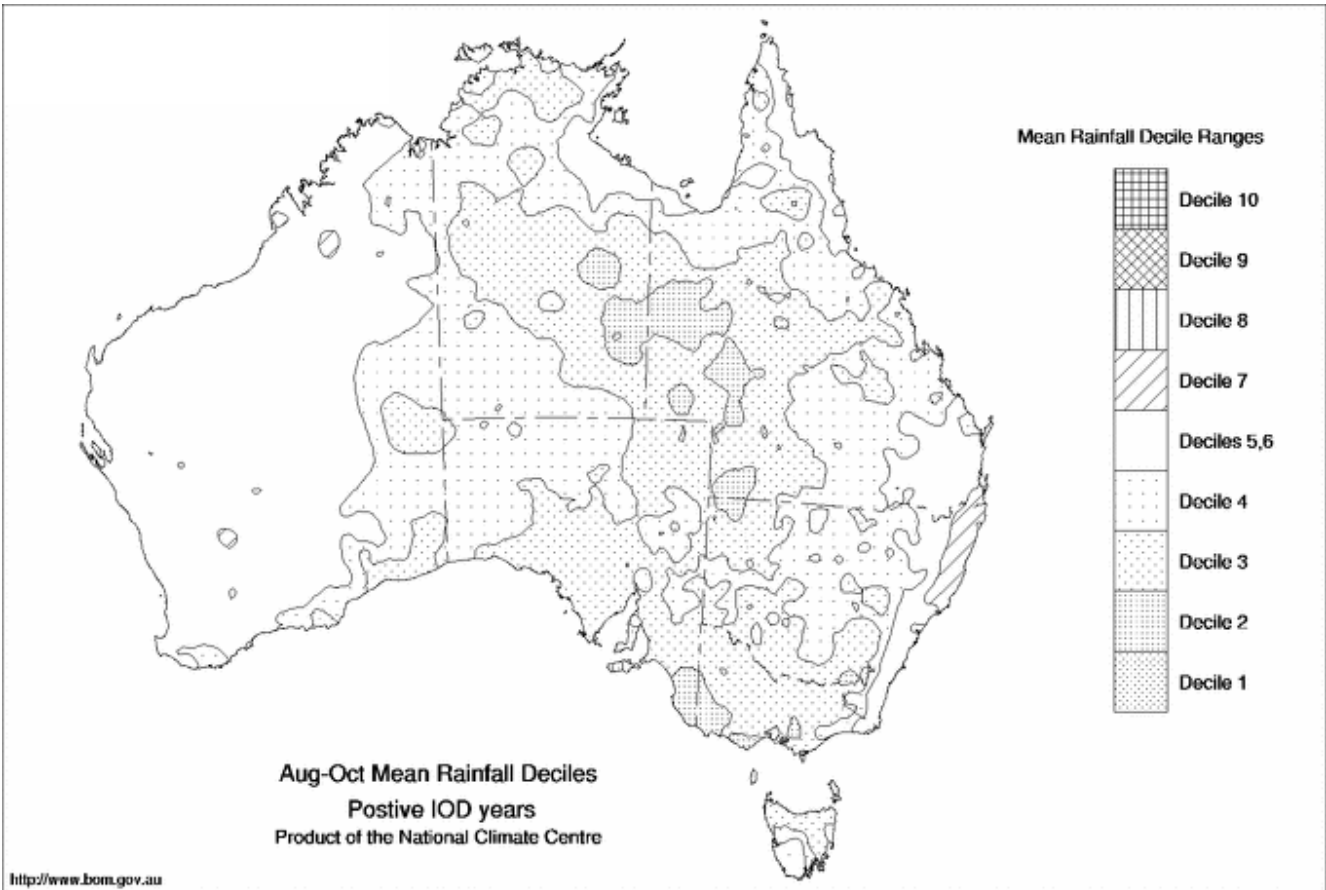 Mean Rainfall Decile Ranges
Decile 10
Decile 9
Decile 8
Decile 7
Deciles 5,6
Decile 4
Decile 3
Decile 2
Decile 1
Aug-Oct Mean Rainfall Deciles
Postive IOD years
Product of the National Climate Centre
http://www.bom.gov.au